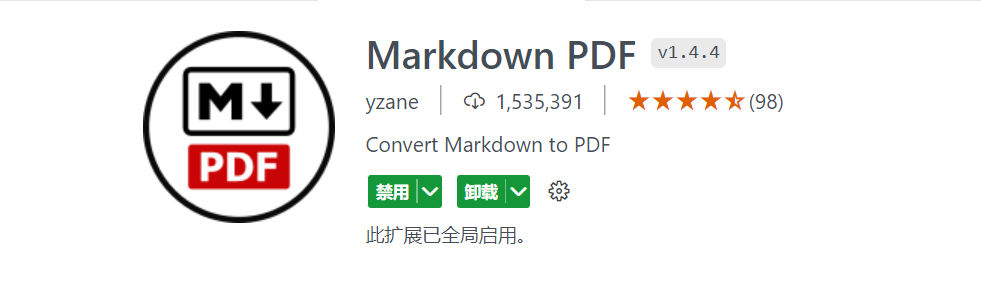 Markdown PDF v1.4.4
M
PDF
yzane 1,535,391 (98)
Convert Markdown to PDF
禁用 卸载
此扩展已全局启用。